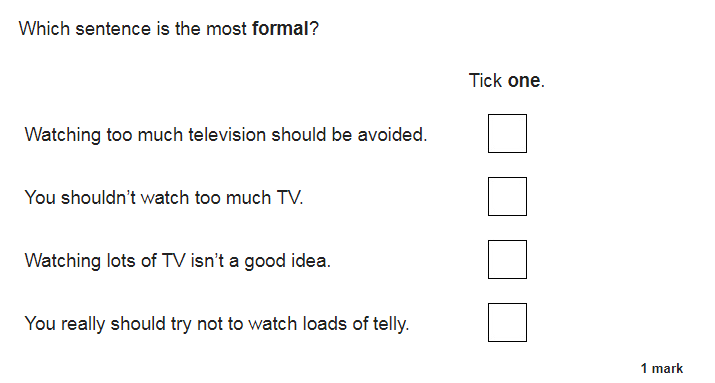 Which sentence is the most formal?
Tick one.
Watching too much television should be avoided.
You shouldn’t watch too much TV.
Watching lots of TV isn’t a good idea.
You really should try not to watch loads of telly.
1 mark